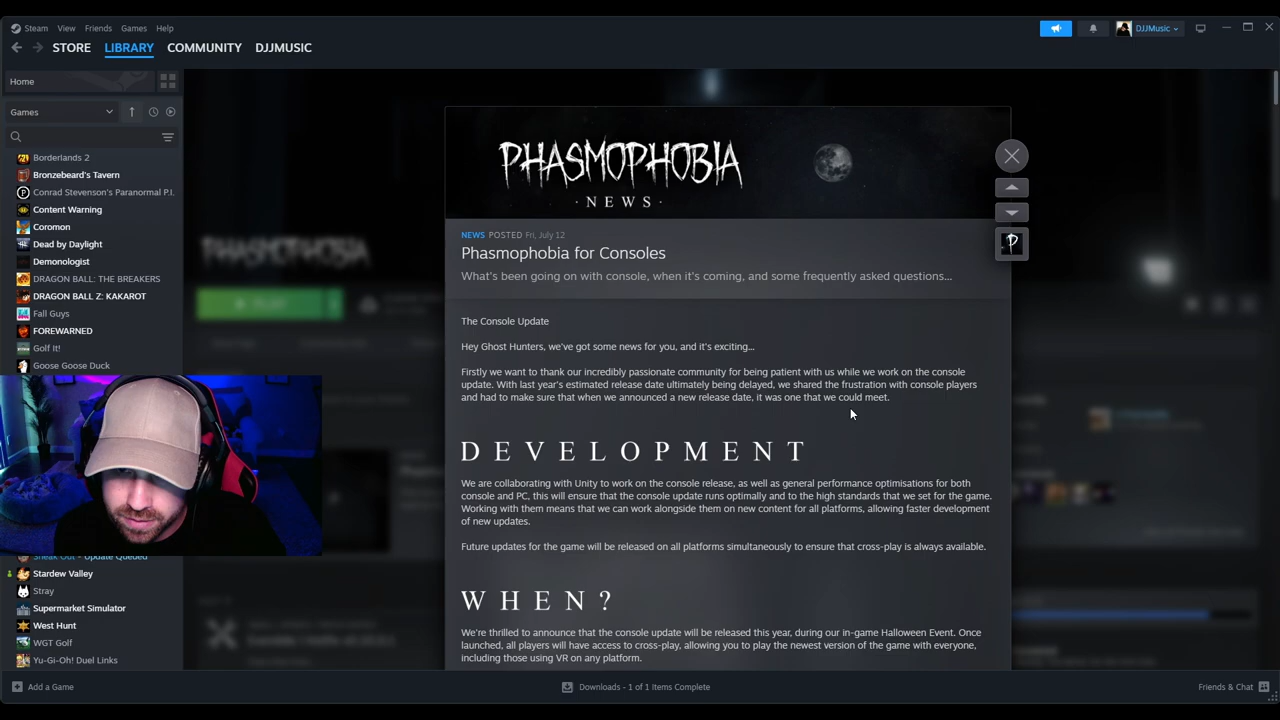 Steam View Friends Games Help
DJJMusic
STORE LIBRARY COMMUNITY DJJMUSIC
Home
Games
Borderlands 2
Bronzebeard's Tavern
Conrad Stevenson's Paranormal P.I.
Content Warning
Coromon
Dead by Daylight
Demonologist
DRAGON BALL: THE BREAKERS
DRAGON BALL Z: KAKAROT
Fall Guys
FOREWARNED
Golf It!
Goose Goose Duck
Sneak Out - Update Queued
Stardew Valley
Stray
Supermarket Simulator
West Hunt
WGT Golf
Yu-Gi-Oh! Duel Links
PHASMOPHOBIA
· NEWS ·
NEWS POSTED Fri, July 12
Phasmophobia for Consoles
What's been going on with console, when it's coming, and some frequently asked questions...
The Console Update
Hey Ghost Hunters, we've got some news for you, and it's exciting...
Firstly we want to thank our incredibly passionate community for being patient with us while we work on the console
update. With last year's estimated release date ultimately being delayed, we shared the frustration with console players
and had to make sure that when we announced a new release date, it was one that we could meet.
DEVELOPMENT
We are collaborating with Unity to work on the console release, as well as general performance optimisations for both
console and PC, this will ensure that the console update runs optimally and to the high standards that we set for the game.
Working with them means that we can work alongside them on new content for all platforms, allowing faster development
of new updates.
Future updates for the game will be released on all platforms simultaneously to ensure that cross-play is always available.
WHEN?
We're thrilled to announce that the console update will be released this year, during our in-game Halloween Event. Once
launched, all players will have access to cross-play, allowing you to play the newest version of the game with everyone,
including those using VR on any platform.
Add a Game
Downloads - 1 of 1 Items Complete
Friends & Chat